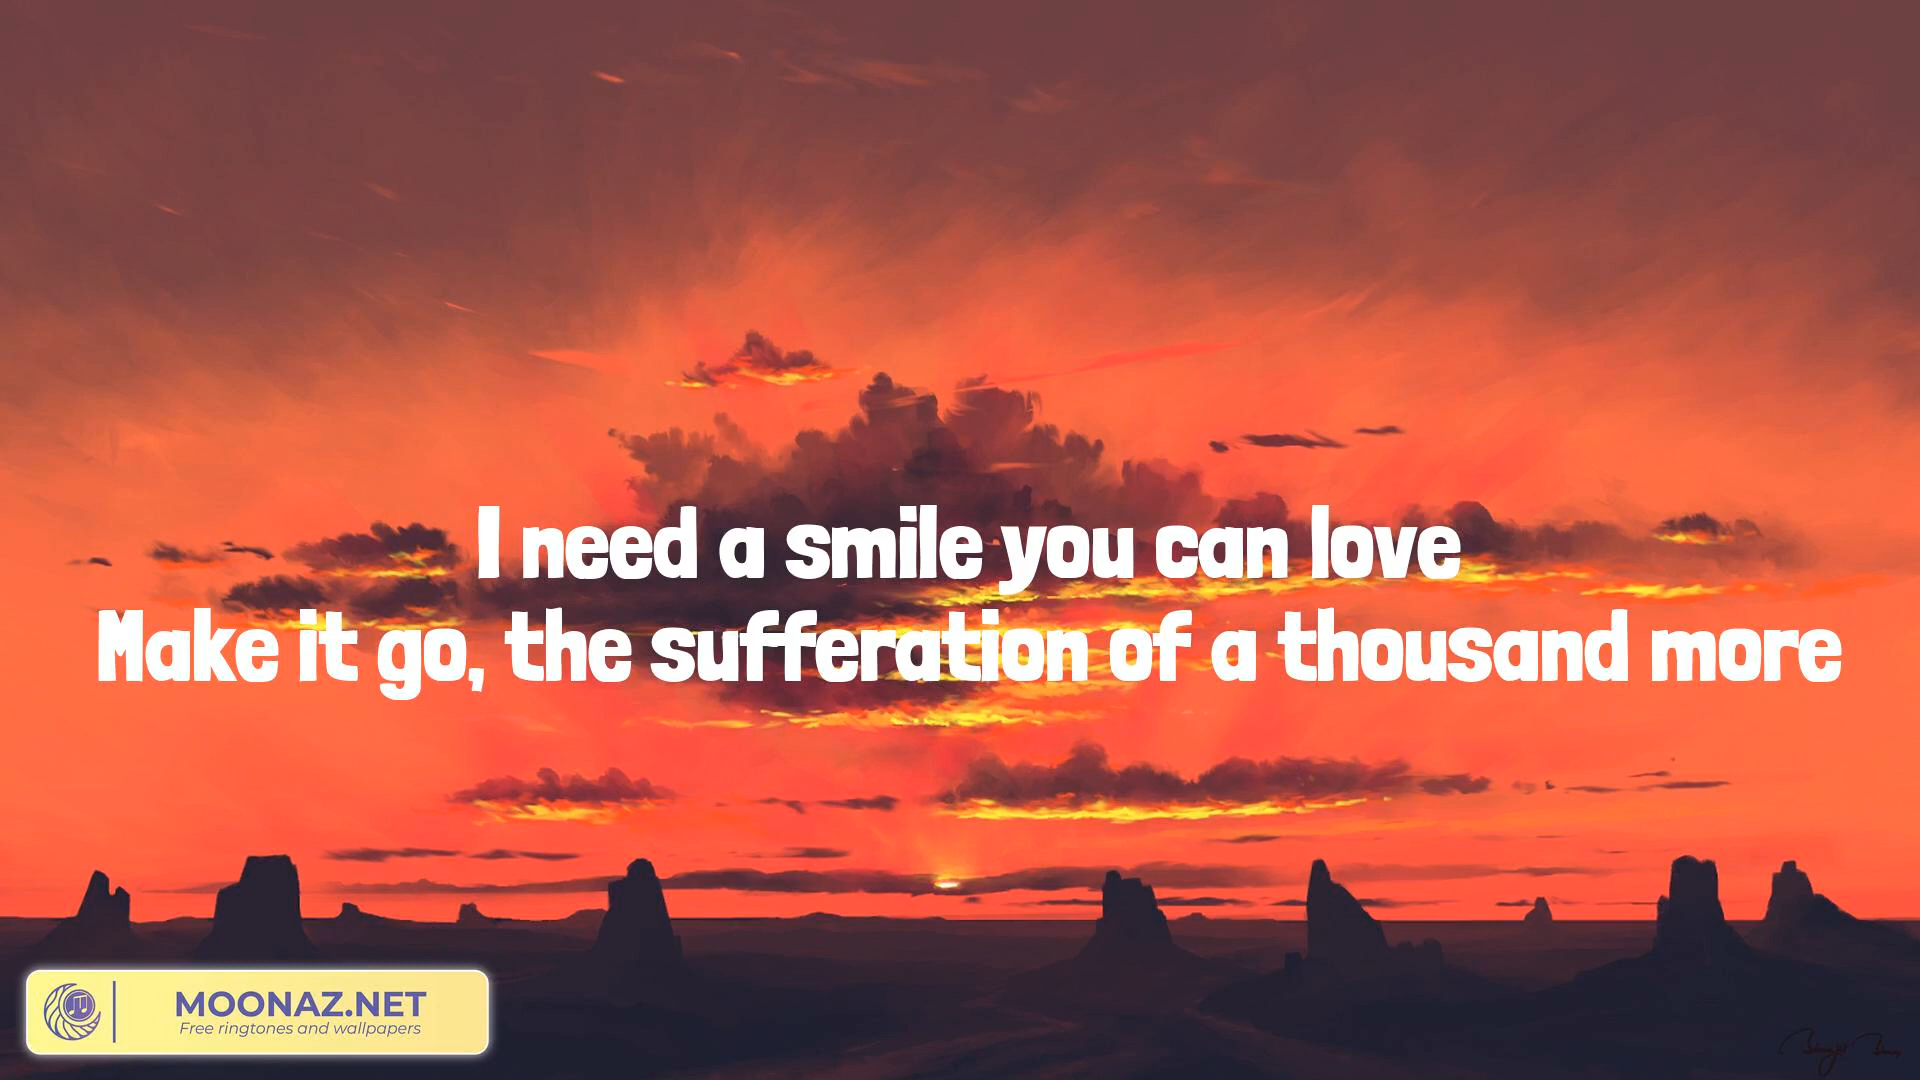 I need a smile you can love
Make it go, the sufferation of a thousand more
MOONAZ.NET
Free ringtones and wallpapers